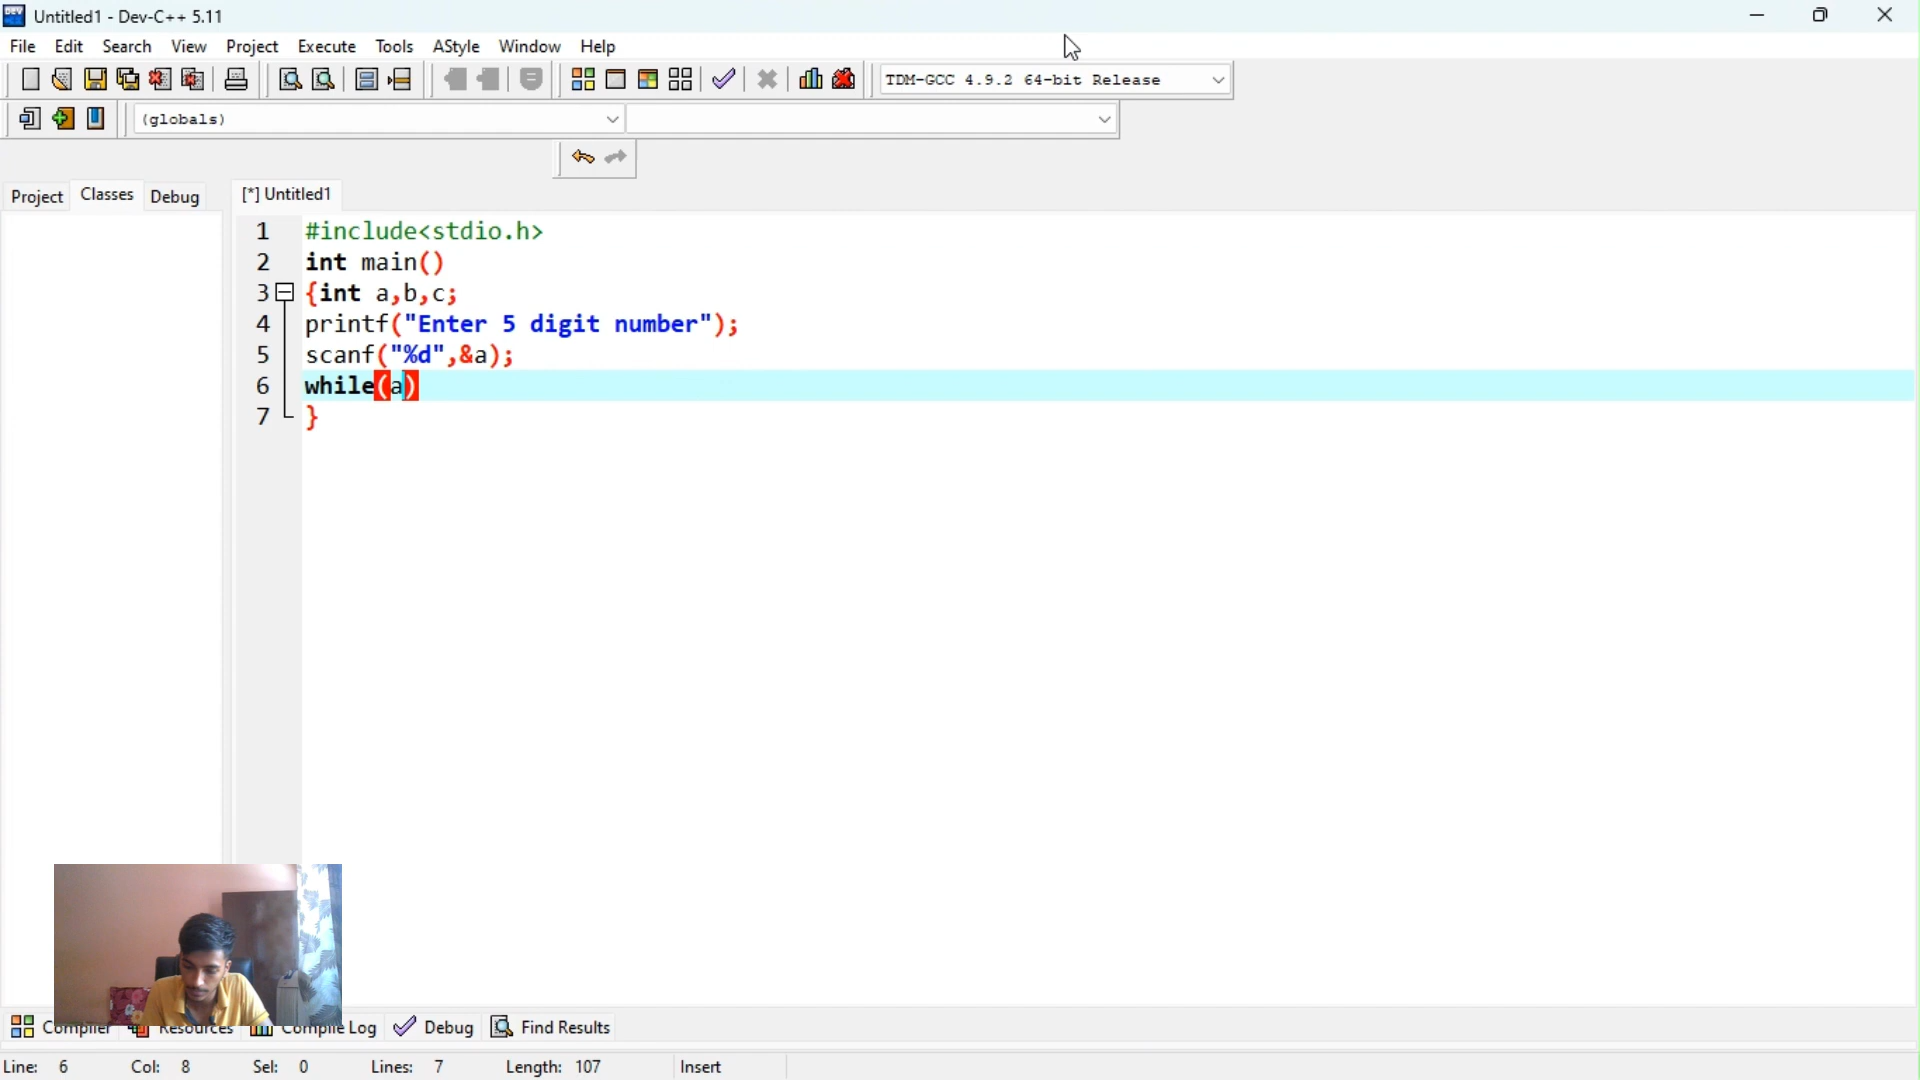 Untitled1 - Dev-C++ 5.11
File Edit Search View Project Execute Tools AStyle Window Help
TDM-GCC 4.9.2 64-bit Release
(globals)
Project Classes Debug [*] Untitled1
1 #include<stdio.h>
2 int main()
3 {int a,b,c;
4 printf("Enter 5 digit number");
5 scanf("%d",&a);
6 while(a)
7 }
Compiler Resources Compile Log Debug Find Results
Line: 6 Col: 8 Sel: 0 Lines: 7 Length: 107 Insert